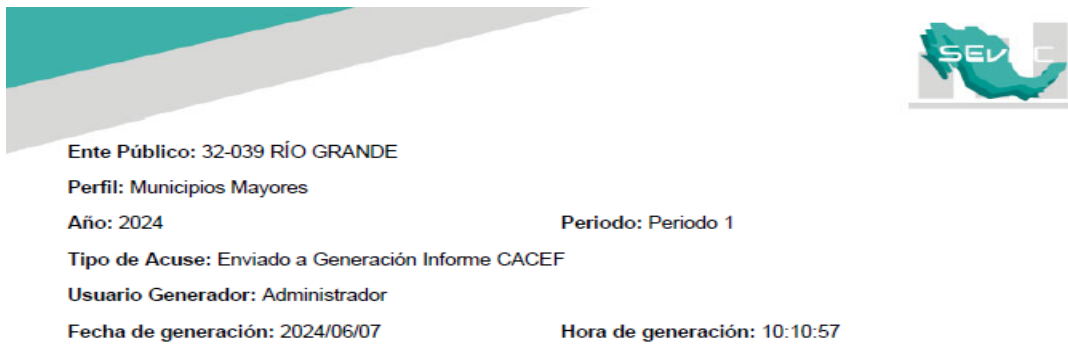 SEvAC
Ente Público: 32-039 RÍO GRANDE
Perfil: Municipios Mayores
Año: 2024 Periodo: Periodo 1
Tipo de Acuse: Enviado a Generación Informe CACEF
Usuario Generador: Administrador
Fecha de generación: 2024/06/07 Hora de generación: 10:10:57